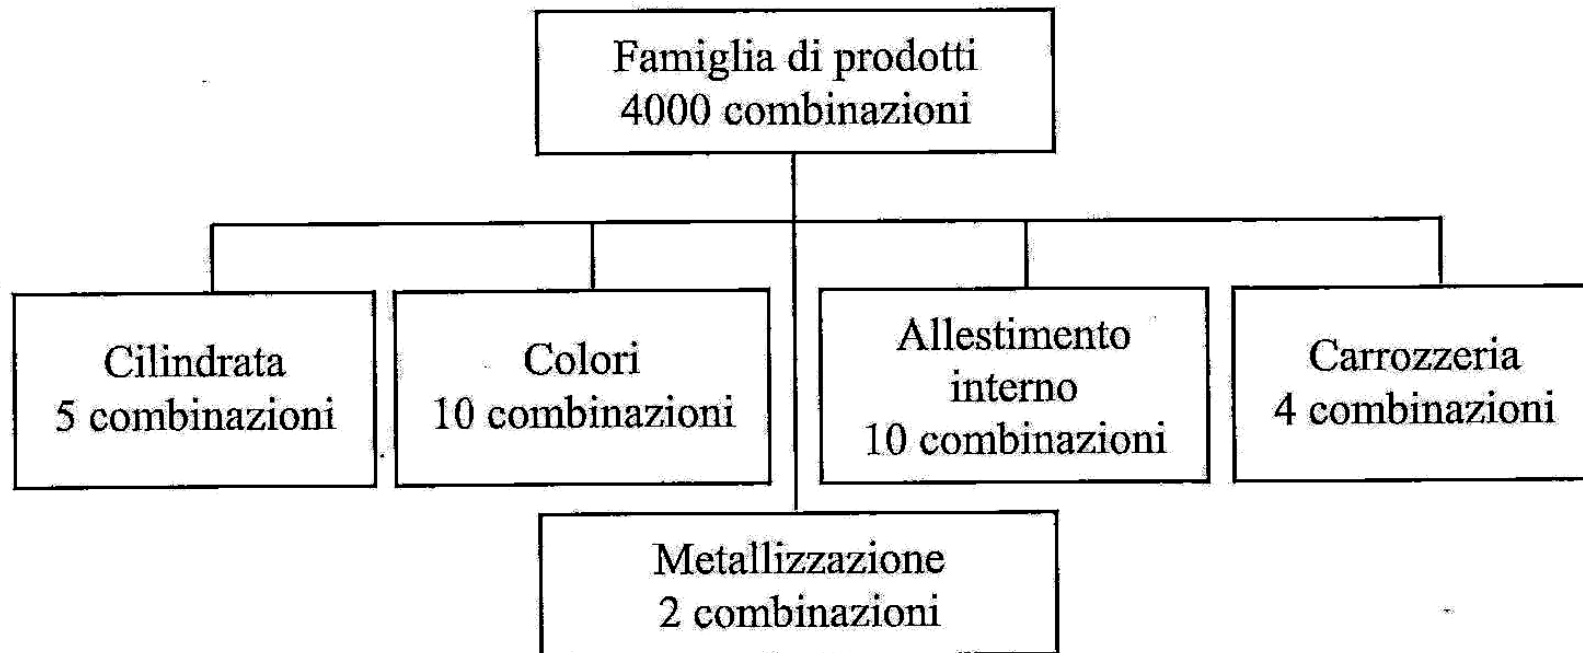 Famiglia di prodotti
4000 combinazioni
Cilindrata
5 combinazioni
Colori
10 combinazioni
Allestimento
interno
10 combinazioni
Carrozzeria
4 combinazioni
Metallizzazione
2 combinazioni